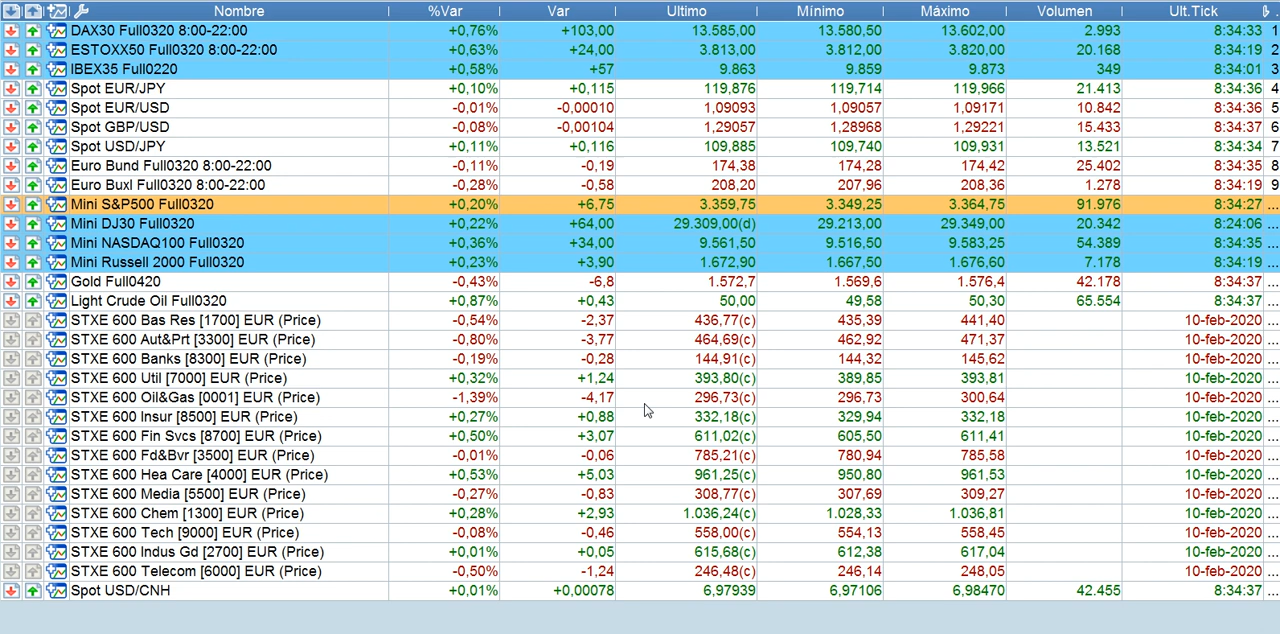 Nombre %Var Var Ultimo Mínimo Máximo Volumen Ult.Tick
DAX30 Full0320 8:00-22:00 +0,76% +103,00 13.585,00 13.580,50 13.602,00 2.993 8:34:33 1
ESTOXX50 Full0320 8:00-22:00 +0,63% +24,00 3.813,00 3.812,00 3.820,00 20.168 8:34:19 2
IBEX35 Full0220 +0,58% +57 9.863 9.859 9.873 349 8:34:01 3
Spot EUR/JPY +0,10% +0,115 119,876 119,714 119,966 21.413 8:34:36 4
Spot EUR/USD -0,01% -0,00010 1,09093 1,09057 1,09171 10.842 8:34:36 5
Spot GBP/USD -0,08% -0,00104 1,29057 1,28968 1,29221 15.433 8:34:37 6
Spot USD/JPY +0,11% +0,116 109,885 109,740 109,931 13.521 8:34:34 7
Euro Bund Full0320 8:00-22:00 -0,11% -0,19 174,38 174,28 174,42 25.402 8:34:35 8
Euro Buxl Full0320 8:00-22:00 -0,28% -0,58 208,20 207,96 208,36 1.278 8:34:19 9
Mini S&P500 Full0320 +0,20% +6,75 3.359,75 3.349,25 3.364,75 91.976 8:34:27 ...
Mini DJ30 Full0320 +0,22% +64,00 29.309,00(d) 29.213,00 29.349,00 20.342 8:24:06 ...
Mini NASDAQ100 Full0320 +0,36% +34,00 9.561,50 9.516,50 9.583,25 54.389 8:34:35 ...
Mini Russell 2000 Full0320 +0,23% +3,90 1.672,90 1.667,50 1.676,60 7.178 8:34:19 ...
Gold Full0420 -0,43% -6,8 1.572,7 1.569,6 1.576,4 42.178 8:34:37 ...
Light Crude Oil Full0320 +0,87% +0,43 50,00 49,58 50,30 65.554 8:34:37 ...
STXE 600 Bas Res [1700] EUR (Price) -0,54% -2,37 436,77(c) 435,39 441,40 10-feb-2020 ...
STXE 600 Aut&Prt [3300] EUR (Price) -0,80% -3,77 464,69(c) 462,92 471,37 10-feb-2020 ...
STXE 600 Banks [8300] EUR (Price) -0,19% -0,28 144,91(c) 144,32 145,62 10-feb-2020 ...
STXE 600 Util [7000] EUR (Price) +0,32% +1,24 393,80(c) 389,85 393,81 10-feb-2020 ...
STXE 600 Oil&Gas [0001] EUR (Price) -1,39% -4,17 296,73(c) 296,73 300,64 10-feb-2020 ...
STXE 600 Insur [8500] EUR (Price) +0,27% +0,88 332,18(c) 329,94 332,18 10-feb-2020 ...
STXE 600 Fin Svcs [8700] EUR (Price) +0,50% +3,07 611,02(c) 605,50 611,41 10-feb-2020 ...
STXE 600 Fd&Bvr [3500] EUR (Price) -0,01% -0,06 785,21(c) 780,94 785,58 10-feb-2020 ...
STXE 600 Hea Care [4000] EUR (Price) +0,53% +5,03 961,25(c) 950,80 961,53 10-feb-2020 ...
STXE 600 Media [5500] EUR (Price) -0,27% -0,83 308,77(c) 307,69 309,27 10-feb-2020 ...
STXE 600 Chem [1300] EUR (Price) +0,28% +2,93 1.036,24(c) 1.028,33 1.036,81 10-feb-2020 ...
STXE 600 Tech [9000] EUR (Price) -0,08% -0,46 558,00(c) 554,13 558,45 10-feb-2020 ...
STXE 600 Indus Gd [2700] EUR (Price) +0,01% +0,05 615,68(c) 612,38 617,04 10-feb-2020 ...
STXE 600 Telecom [6000] EUR (Price) -0,50% -1,24 246,48(c) 246,14 248,05 10-feb-2020 ...
Spot USD/CNH +0,01% +0,00078 6,97939 6,97106 6,98470 42.455 8:34:37 ...